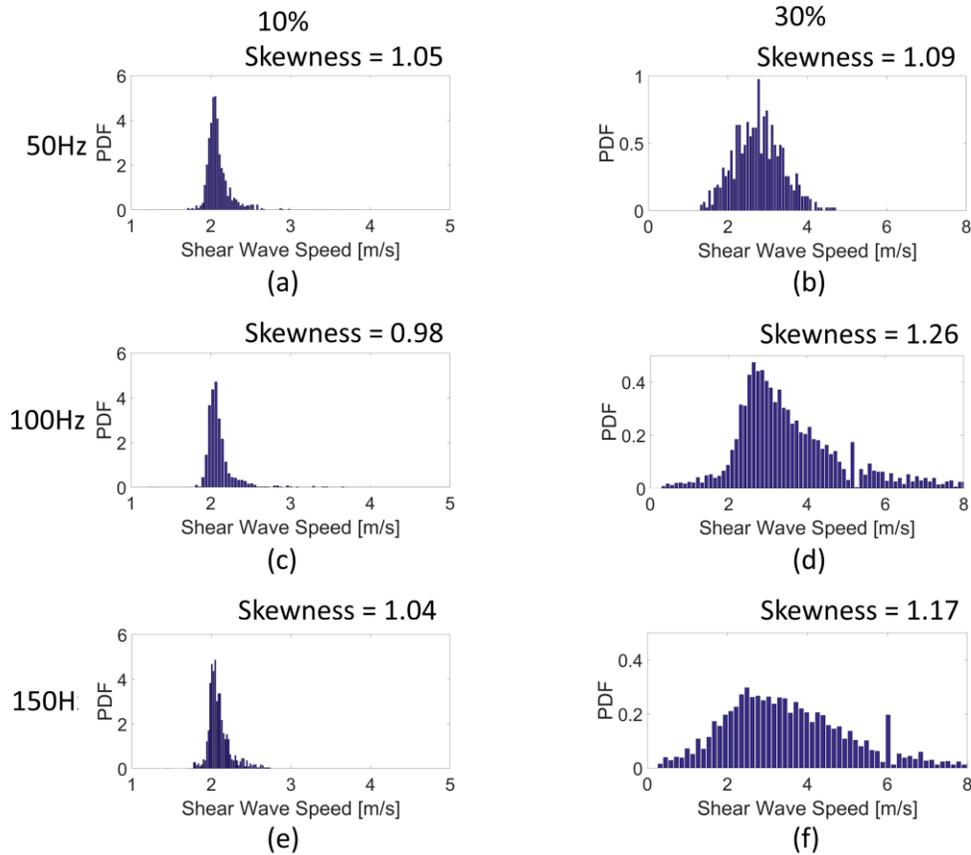 10%
30%
Skewness = 1.05
Skewness = 1.09
50Hz
PDF
6
4
2
0
1 2 3 4 5
Shear Wave Speed [m/s]
(a)
PDF
1
0.5
0
0 2 4 6 8
Shear Wave Speed [m/s]
(b)
Skewness = 0.98
Skewness = 1.26
100Hz
PDF
6
4
2
0
1 2 3 4 5
Shear Wave Speed [m/s]
(c)
PDF
0.4
0.2
0
0 2 4 6 8
Shear Wave Speed [m/s]
(d)
Skewness = 1.04
Skewness = 1.17
150H
PDF
6
4
2
0
1 2 3 4 5
Shear Wave Speed [m/s]
(e)
PDF
0.4
0.2
0
0 2 4 6 8
Shear Wave Speed [m/s]
(f)